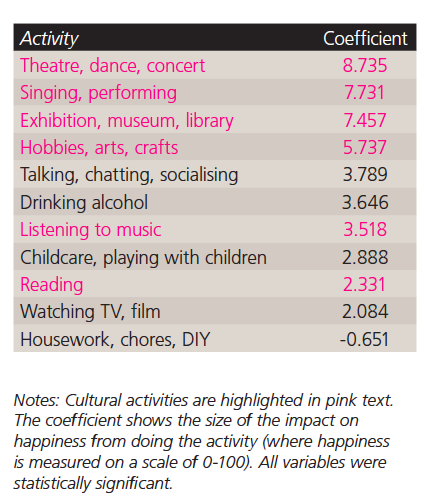 Activity Coefficient
Theatre, dance, concert 8.735
Singing, performing 7.731
Exhibition, museum, library 7.457
Hobbies, arts, crafts 5.737
Talking, chatting, socialising 3.789
Drinking alcohol 3.646
Listening to music 3.518
Childcare, playing with children 2.888
Reading 2.331
Watching TV, film 2.084
Housework, chores, DIY -0.651
Notes: Cultural activities are highlighted in pink text.
The coefficient shows the size of the impact on
happiness from doing the activity (where happiness
is measured on a scale of 0-100). All variables were
statistically significant.